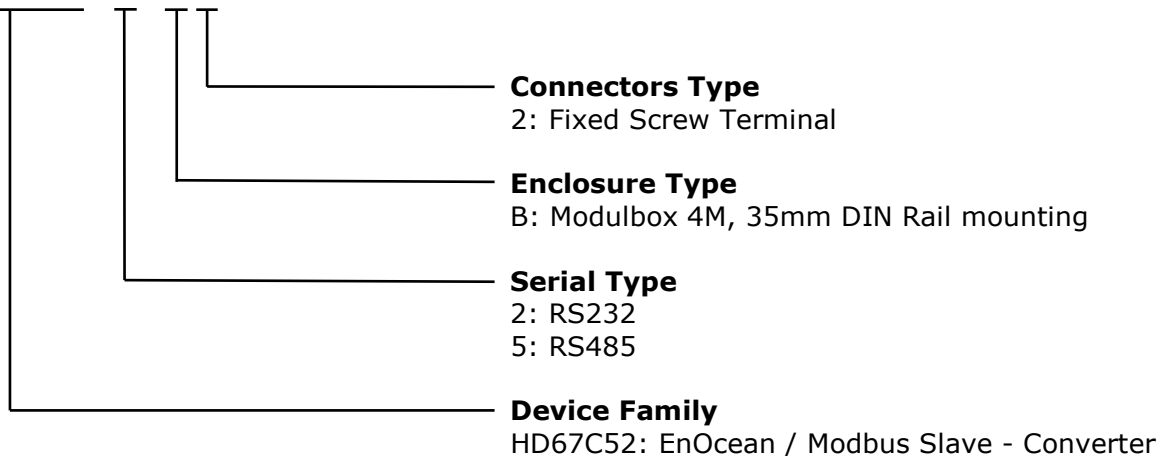 Connectors Type
2: Fixed Screw Terminal
Enclosure Type
B: Modulbox 4M, 35mm DIN Rail mounting
Serial Type
2: RS232
5: RS485
Device Family
HD67C52: EnOcean / Modbus Slave - Converter